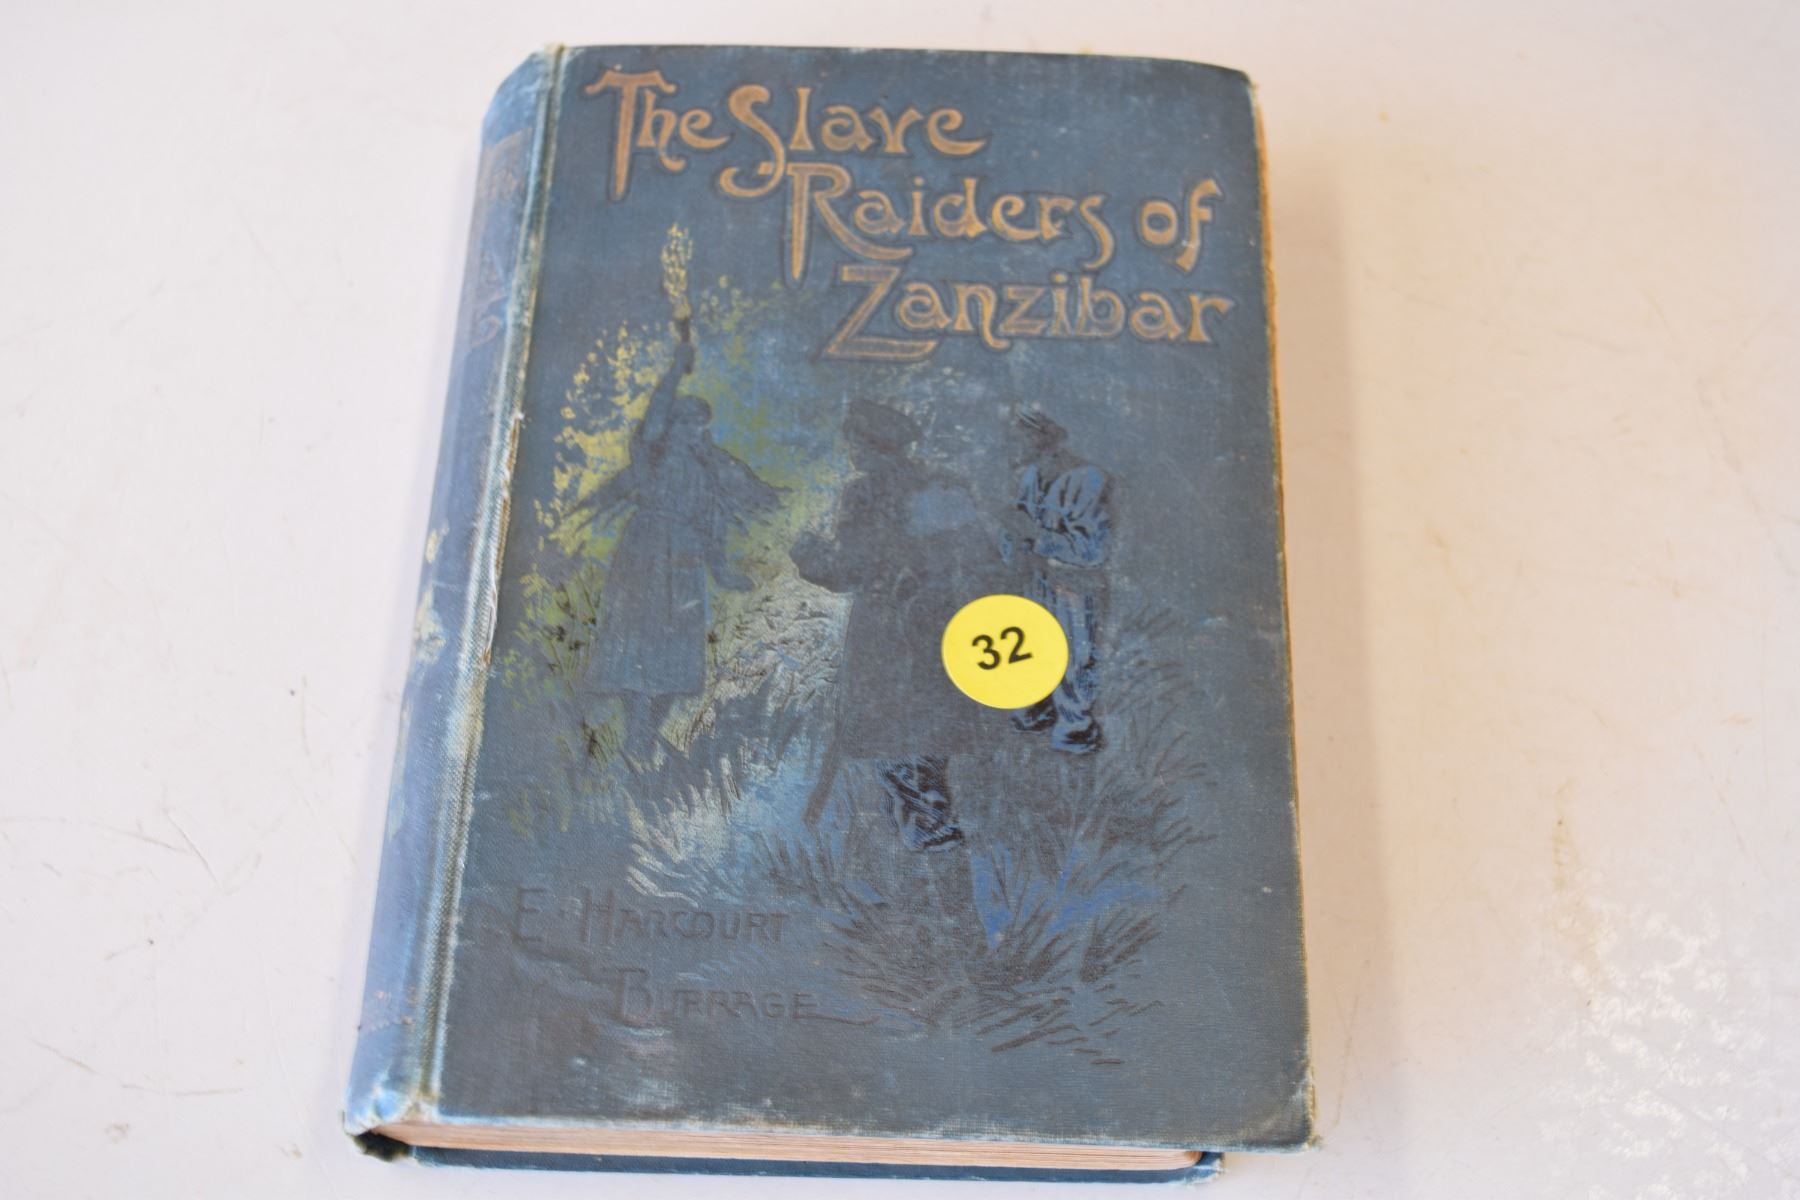 The Slave
Raiders of
Zanzibar
32
E. Harcourt
Burrage